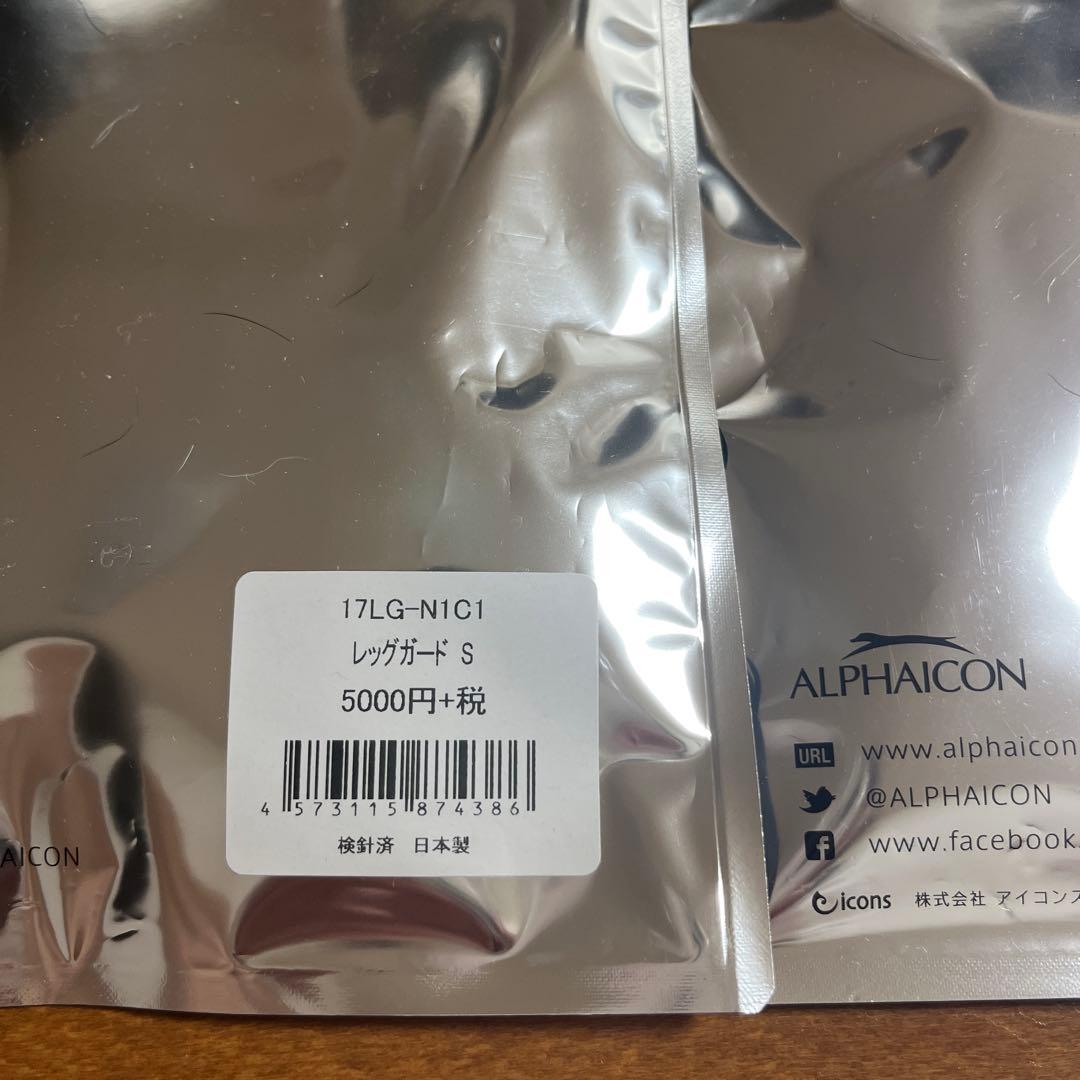 17LG-N1C1
レッグガード S
5000円+税
4 573115 874386
検針済 日本製
AICON
ALPHAICON
URL www.alphaicon
@ALPHAICON
www.facebook.
icons 株式会社 アイコンズ